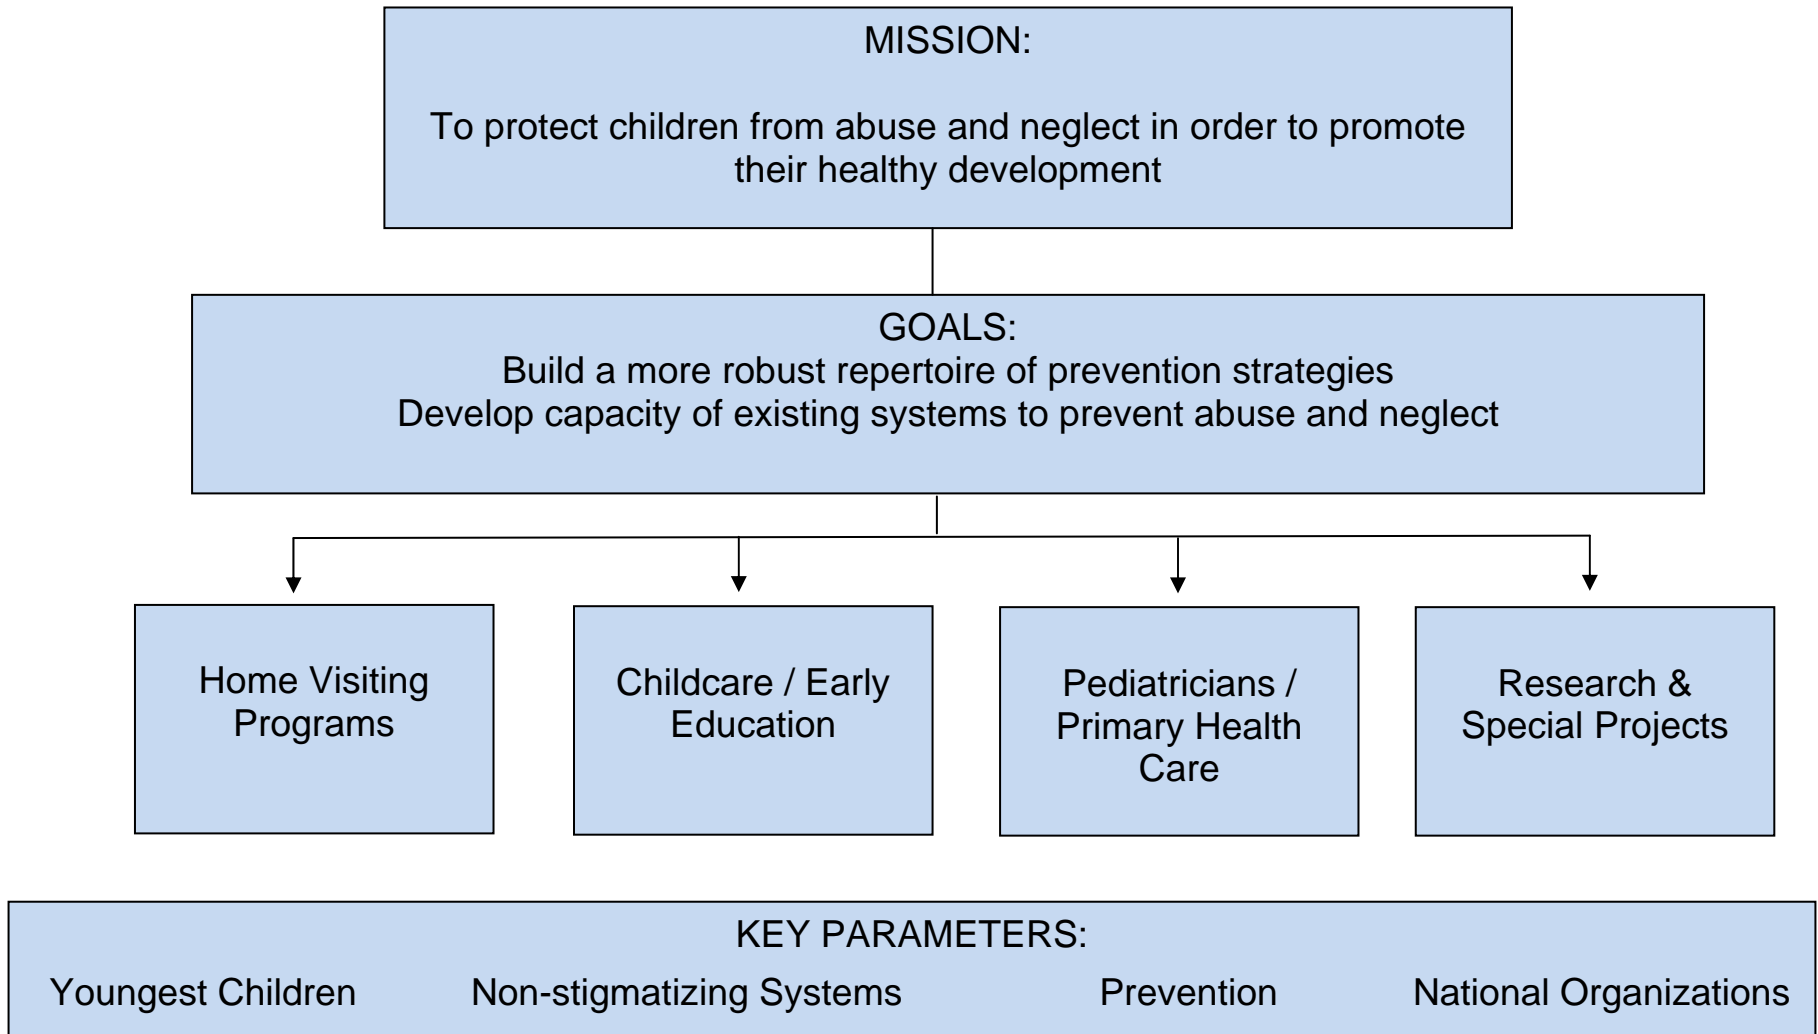 MISSION:
To protect children from abuse and neglect in order to promote
their healthy development
GOALS:
Build a more robust repertoire of prevention strategies
Develop capacity of existing systems to prevent abuse and neglect
Home Visiting
Programs
Childcare / Early
Education
Pediatricians /
Primary Health
Care
Research &
Special Projects
KEY PARAMETERS:
Youngest Children Non-stigmatizing Systems Prevention National Organizations